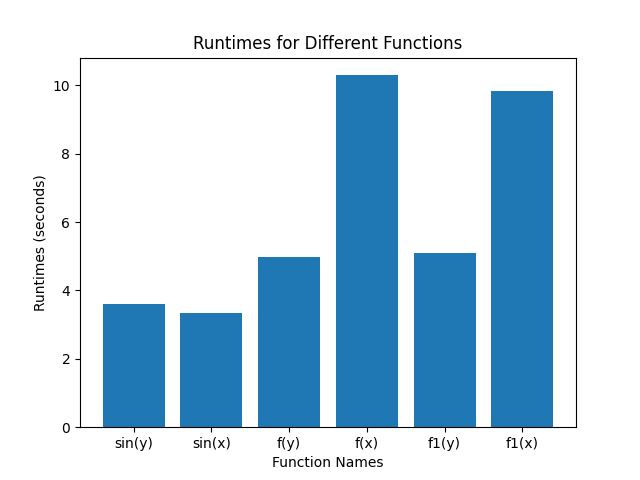 Runtimes for Different Functions
Runtimes (seconds)
10
8
6
4
2
0
sin(y) sin(x) f(y) f(x) f1(y) f1(x)
Function Names